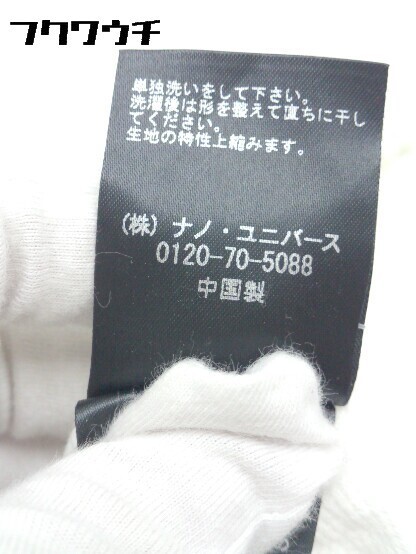 フクワウチ
単独洗いをして下さい。
洗濯後は形を整えて直ちに干し
てください。
生地の特性上縮みます。
(株) ナノ・ユニバース
0120-70-5088
中国製